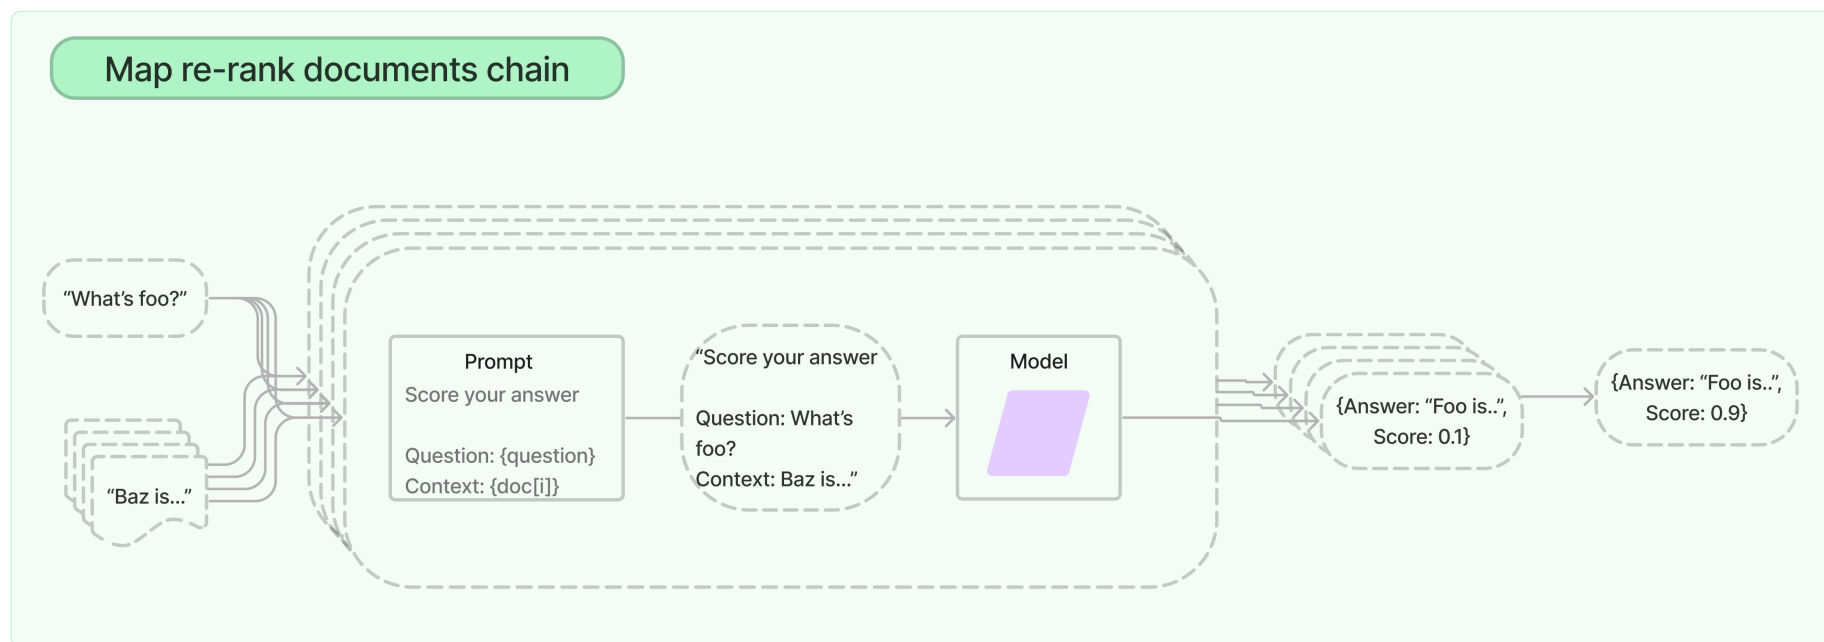 Map re-rank documents chain
“What’s foo?”
“Baz is...”
Prompt
Score your answer
Question: {question}
Context: {doc[i]}
“Score your answer
Question: What’s
foo?
Context: Baz is...”
Model
{Answer: “Foo is..”,
Score: 0.1}
{Answer: “Foo is..”,
Score: 0.9}